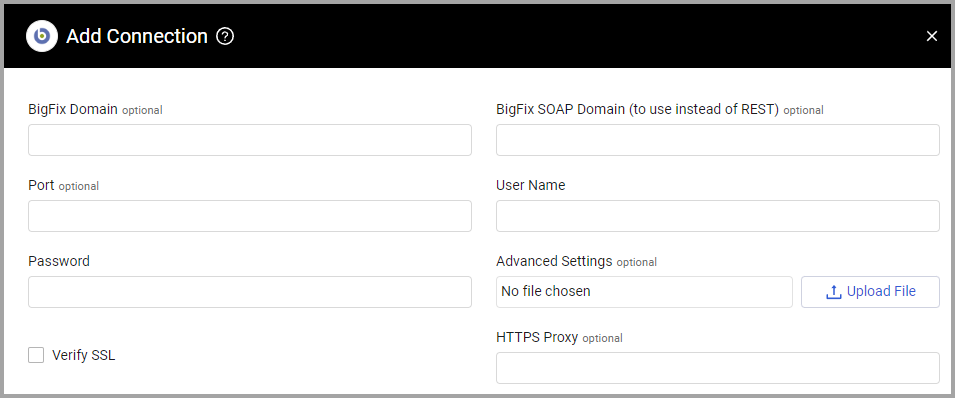 Add Connection ?
BigFix Domain optional
BigFix SOAP Domain (to use instead of REST) optional
Port optional
User Name
Password
Advanced Settings optional
No file chosen
Upload File
Verify SSL
HTTPS Proxy optional